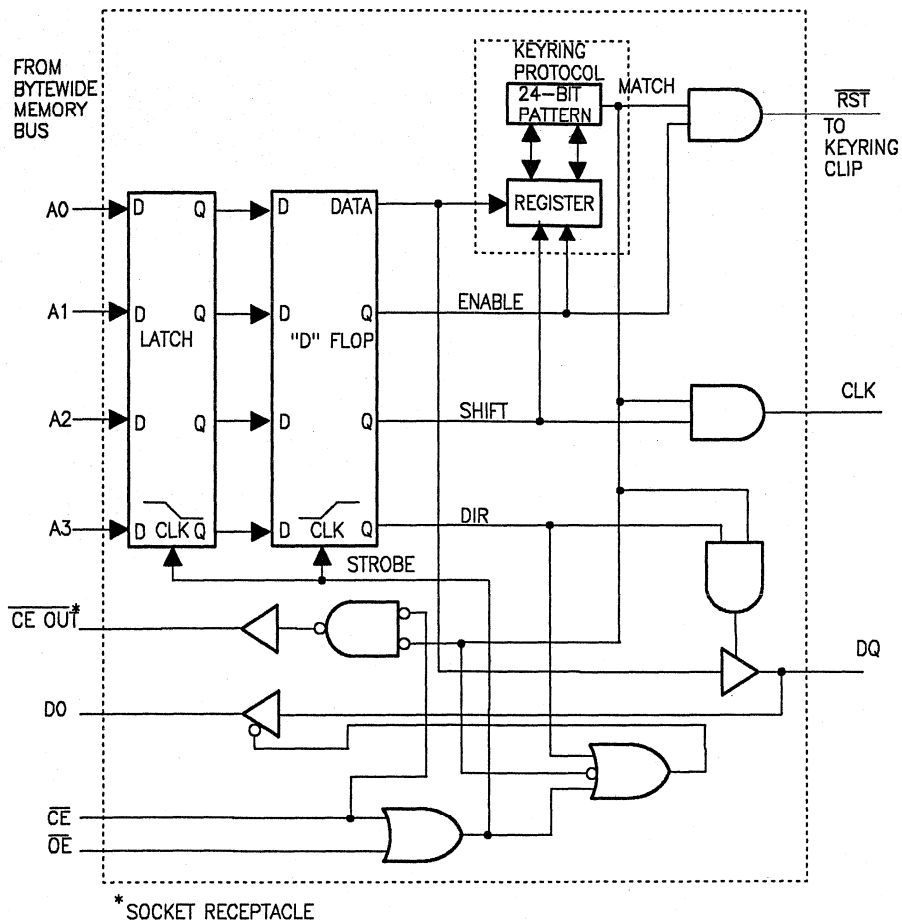 FROM
BYTEWIDE
MEMORY
BUS
KEYRING
PROTOCOL
24-BIT
PATTERN
MATCH
RST
TO
KEYRING
CLIP
REGISTER
A0
D
Q
D
DATA
A1
D
Q
D
Q
ENABLE
LATCH
"D" FLOP
A2
D
Q
D
Q
SHIFT
CLK
A3
D
CLK
Q
D
CLK
Q
DIR
STROBE
CE OUT*
DQ
DO
CE
OE
*SOCKET RECEPTACLE